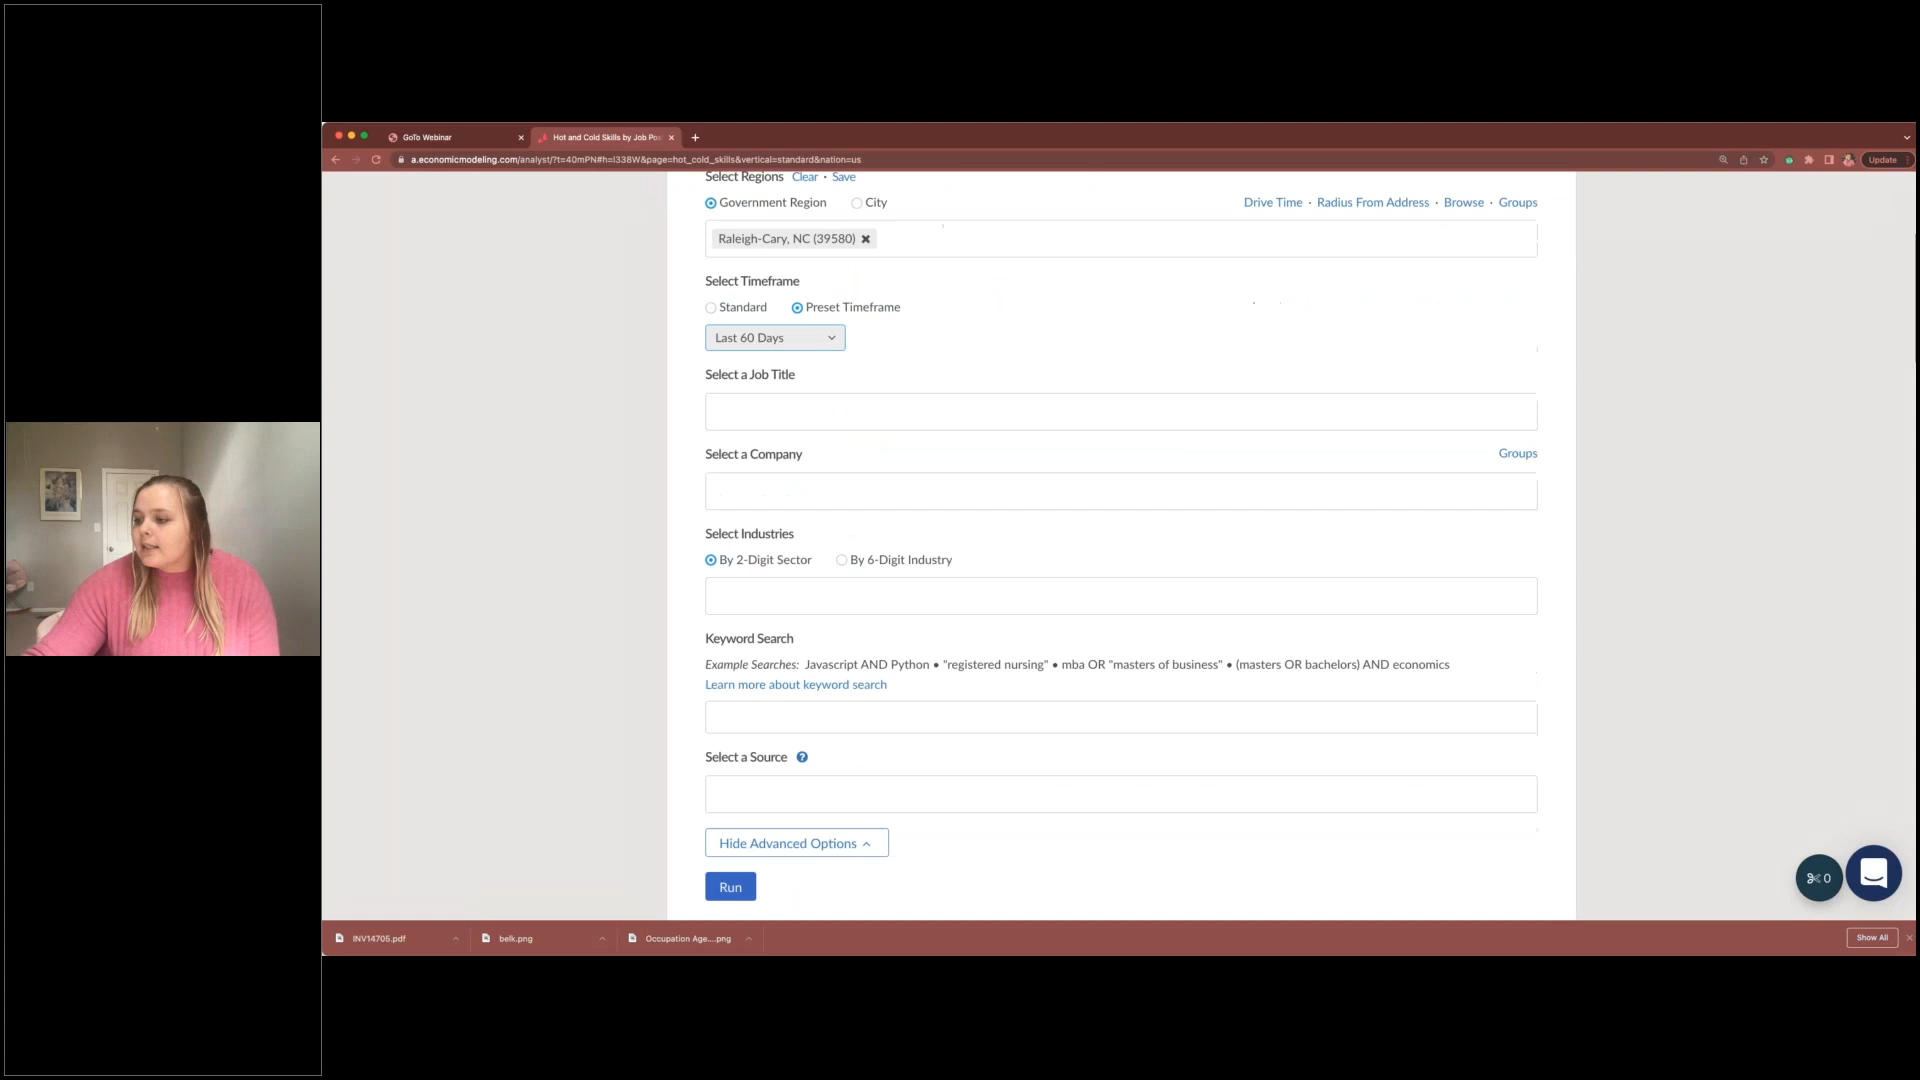 GoTo Webinar
Hot and Cold Skills by Job Pos
a.economicmodeling.com/analyst/?t=40mPN#h=I338W&page=hot_cold_skills&vertical=standard&nation=us
Update
Select Regions Clear · Save
Government Region City Drive Time · Radius From Address · Browse · Groups
Raleigh-Cary, NC (39580)
Select Timeframe
Standard Preset Timeframe
Last 60 Days
Select a Job Title
Select a Company Groups
Select Industries
By 2-Digit Sector By 6-Digit Industry
Keyword Search
Example Searches: Javascript AND Python • "registered nursing" • mba OR "masters of business" • (masters OR bachelors) AND economics
Learn more about keyword search
Select a Source ?
Hide Advanced Options
Run
0
INV14705.pdf belk.png Occupation Age....png Show All